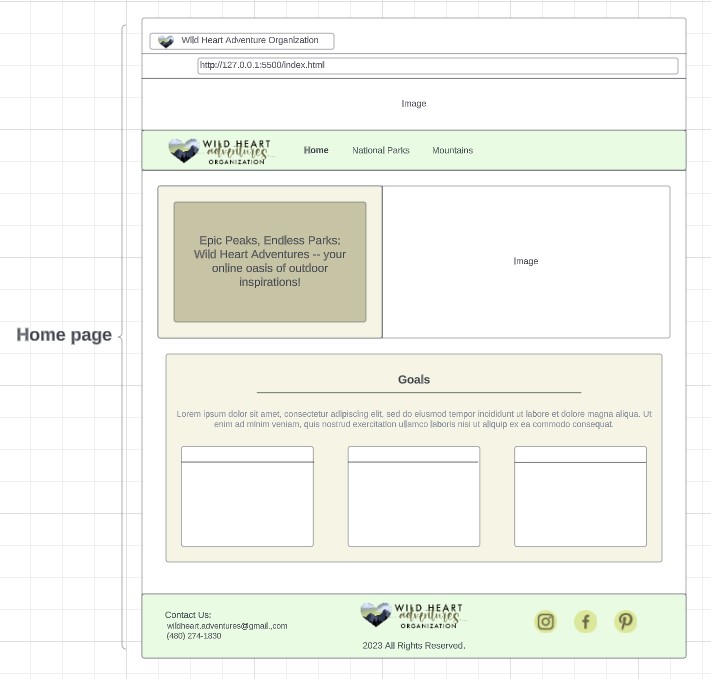 Wild Heart Adventure Organization
http://127.0.0.1:5500/index.html
Image
WILD HEART
adventures
ORGANIZATION
Home National Parks Mountains
Epic Peaks, Endless Parks;
Wild Heart Adventures -- your
online oasis of outdoor
inspirations!
Image
Home page
Goals
Lorem ipsum dolor sit amet, consectetur adipiscing elit, sed do eiusmod tempor incididunt ut labore et dolore magna aliqua. Ut
enim ad minim veniam, quis nostrud exercitation ullamco laboris nisi ut aliquip ex ea commodo consequat.
Contact Us:
wildheart.adventures@gmail.,com
(480) 274-1830
WILD HEART
adventures
ORGANIZATION
2023 All Rights Reserved.